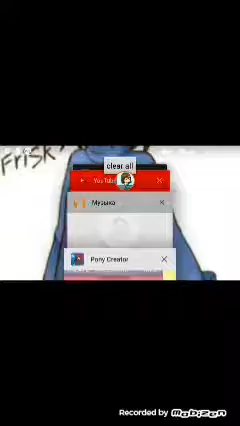 Frisk
clear all
YouTube
Музыка
Pony Creator
Recorded by
Mobizen